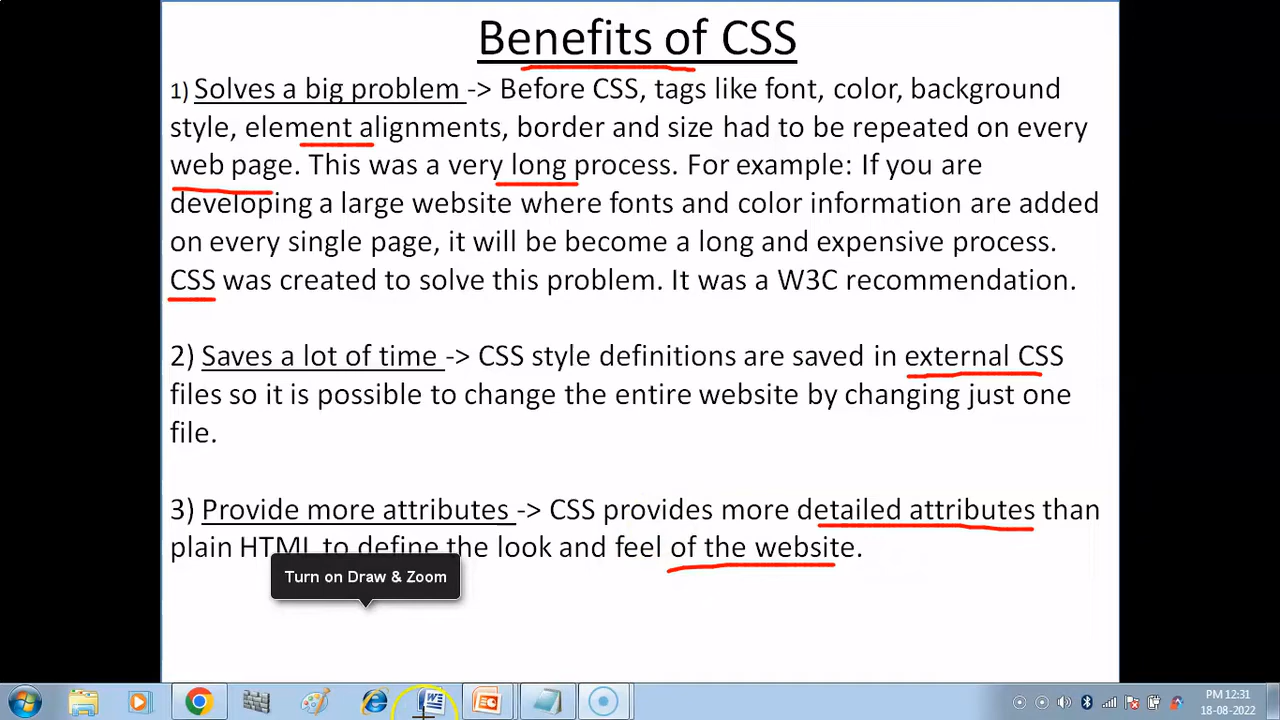 Benefits of CSS
1) Solves a big problem -> Before CSS, tags like font, color, background
style, element alignments, border and size had to be repeated on every
web page. This was a very long process. For example: If you are
developing a large website where fonts and color information are added
on every single page, it will be become a long and expensive process.
CSS was created to solve this problem. It was a W3C recommendation.
2) Saves a lot of time -> CSS style definitions are saved in external CSS
files so it is possible to change the entire website by changing just one
file.
3) Provide more attributes -> CSS provides more detailed attributes than
plain HTML to define the look and feel of the website.
Turn on Draw & Zoom
PM 12:31
18-08-2022